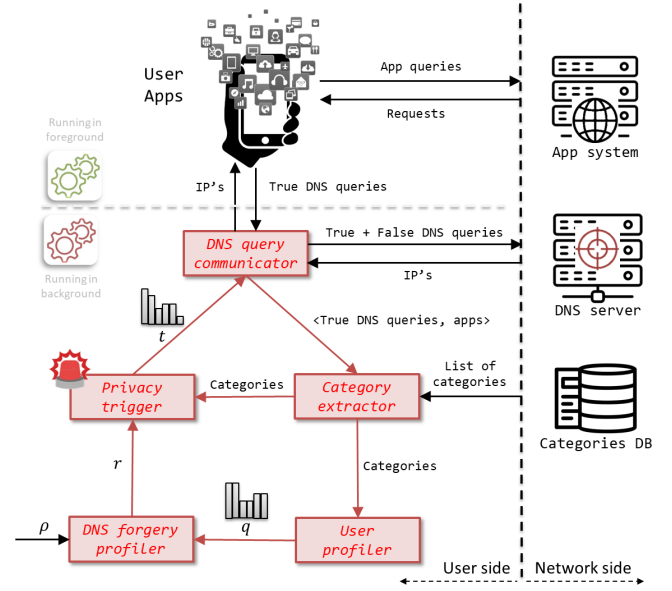 User
Apps
App queries
Requests
App system
Running in
foreground
IP's
True DNS queries
DNS query
communicator
True + False DNS queries
IP's
DNS server
Running in
background
t
<True DNS queries, apps>
Privacy
trigger
Categories
Category
extractor
List of
categories
Categories DB
r
Categories
ρ
DNS forgery
profiler
q
User
profiler
User side
Network side